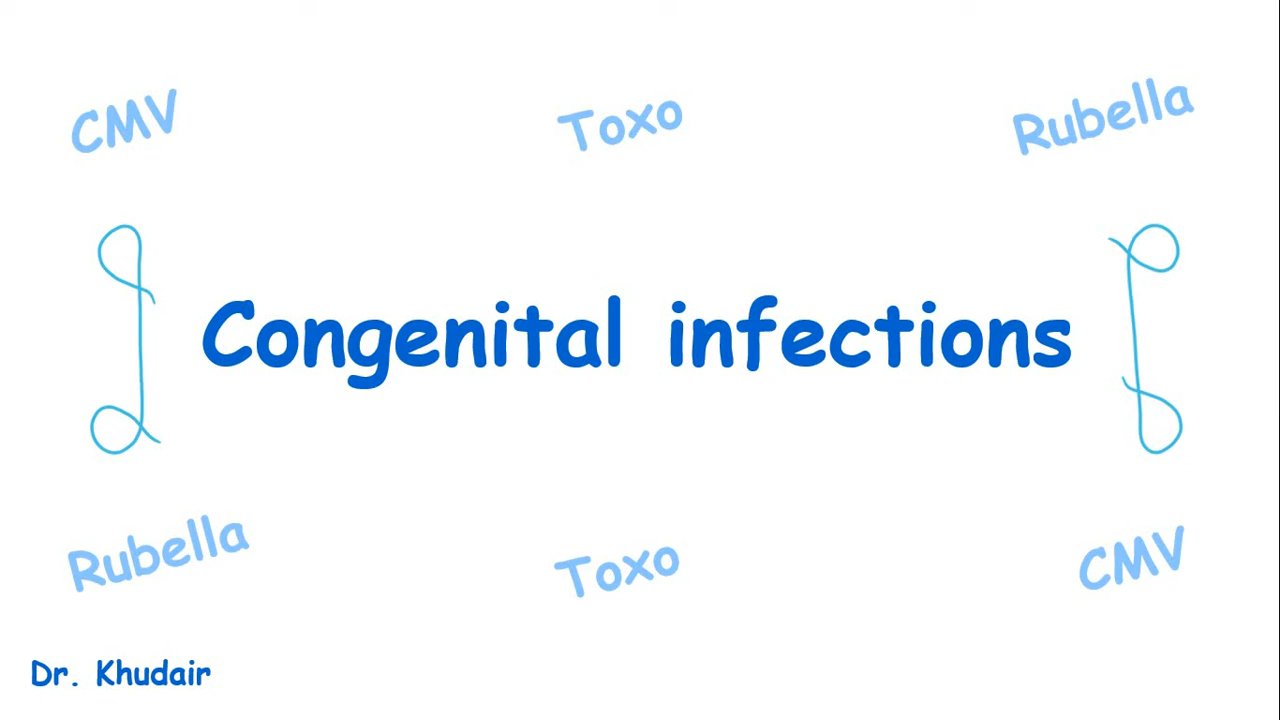 CMV Toxo Rubella
Congenital infections
Rubella Toxo CMV
Dr. Khudair